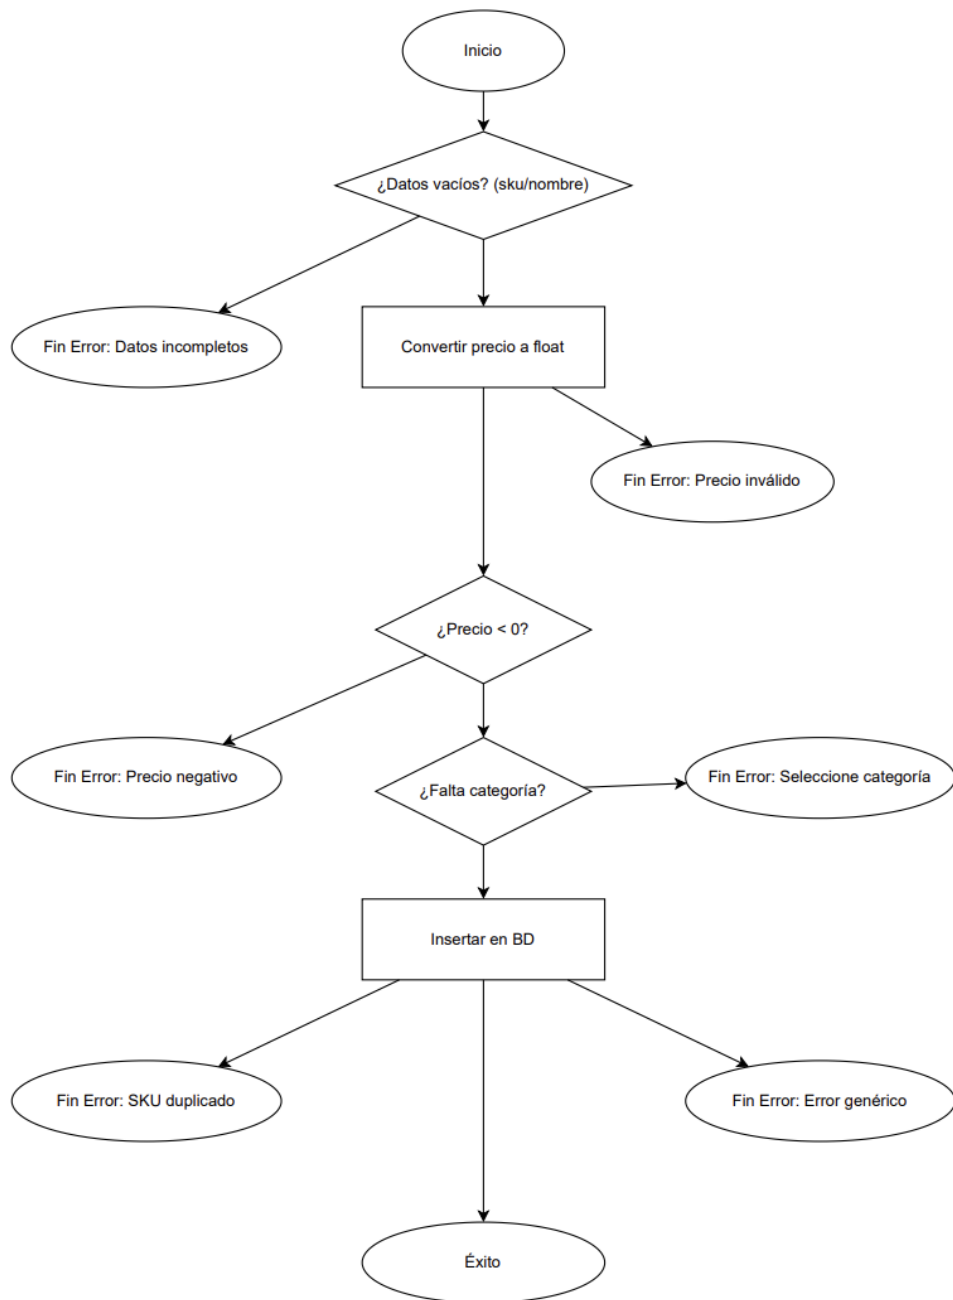 Inicio
¿Datos vacíos? (sku/nombre)
Fin Error: Datos incompletos
Convertir precio a float
Fin Error: Precio inválido
¿Precio < 0?
Fin Error: Precio negativo
¿Falta categoría?
Fin Error: Seleccione categoría
Insertar en BD
Fin Error: SKU duplicado
Fin Error: Error genérico
Éxito